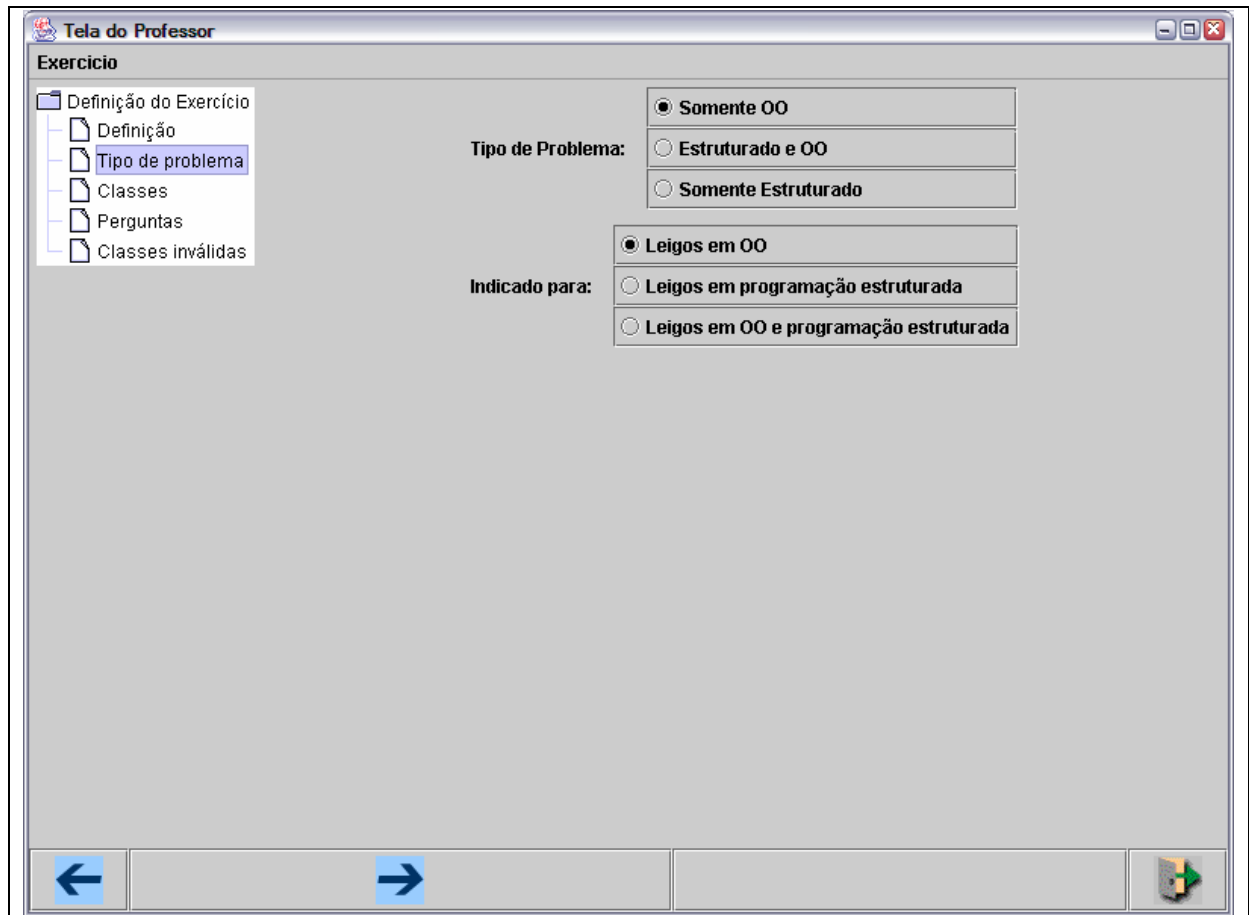 Tela do Professor
Exercicio
Definição do Exercício
Definição
Tipo de problema
Classes
Perguntas
Classes inválidas
Tipo de Problema:
Somente OO
Estruturado e OO
Somente Estruturado
Indicado para:
Leigos em OO
Leigos em programação estruturada
Leigos em OO e programação estruturada